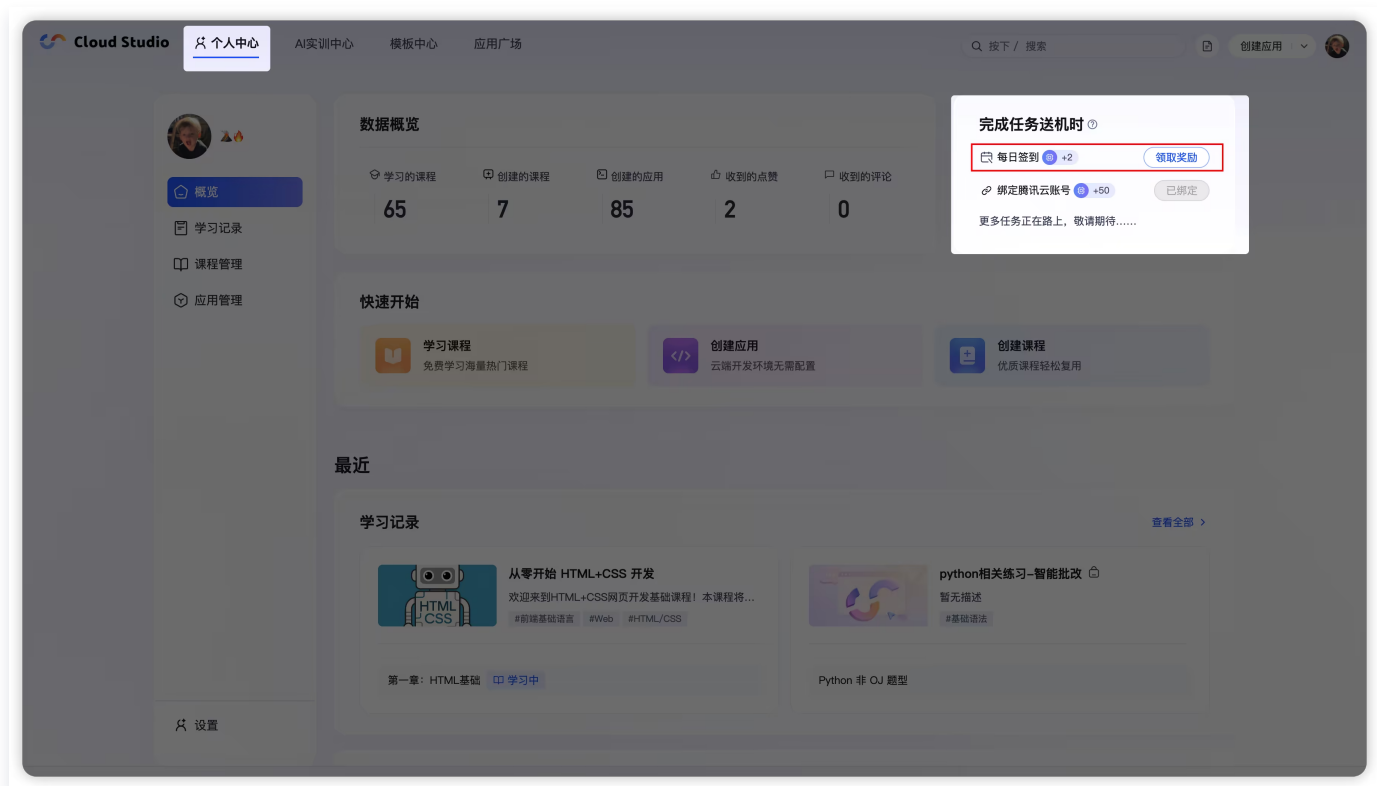 Cloud Studio 个人中心 AI实训中心 模板中心 应用广场 按下 / 搜索 创建应用
概览
学习记录
课程管理
应用管理
设置
数据概览
学习的课程 创建的课程 创建的应用 收到的点赞 收到的评论
65 7 85 2 0
完成任务送机时
每日签到 +2 领取奖励
绑定腾讯云账号 +50 已绑定
更多任务正在路上，敬请期待……
快速开始
学习课程
免费学习海量热门课程
创建应用
云端开发环境无需配置
创建课程
优质课程轻松复用
最近
学习记录 查看全部
HTML
CSS
从零开始 HTML+CSS 开发
欢迎来到HTML+CSS网页开发基础课程！本课程将...
#前端基础语言 #Web #HTML/CSS
第一章：HTML基础 学习中
python相关练习-智能批改
暂无描述
#基础语法
Python 非 OJ 题型